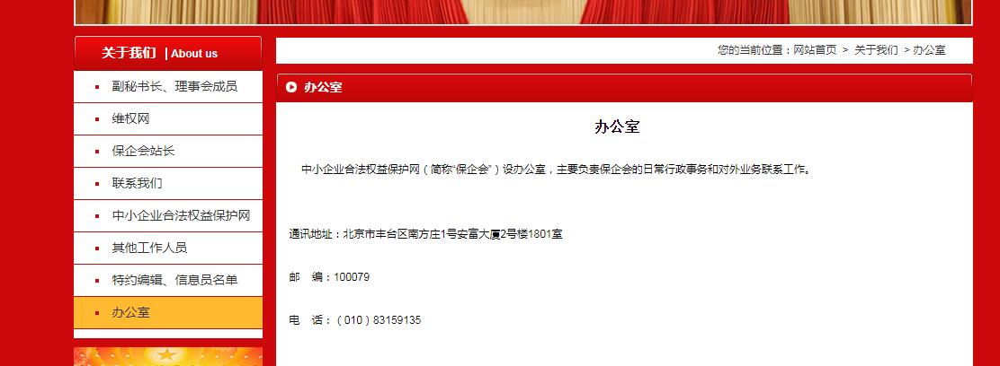 关于我们 | About us
副秘书长、理事会成员
维权网
保企会站长
联系我们
中小企业合法权益保护网
其他工作人员
特约编辑、信息员名单
办公室
您的当前位置：网站首页 > 关于我们 > 办公室
办公室
办公室
中小企业合法权益保护网（简称“保企会”）设办公室，主要负责保企会的日常行政事务和对外业务联系工作。
通讯地址：北京市丰台区南方庄1号安富大厦2号楼1801室
邮 编：100079
电 话：（010）83159135